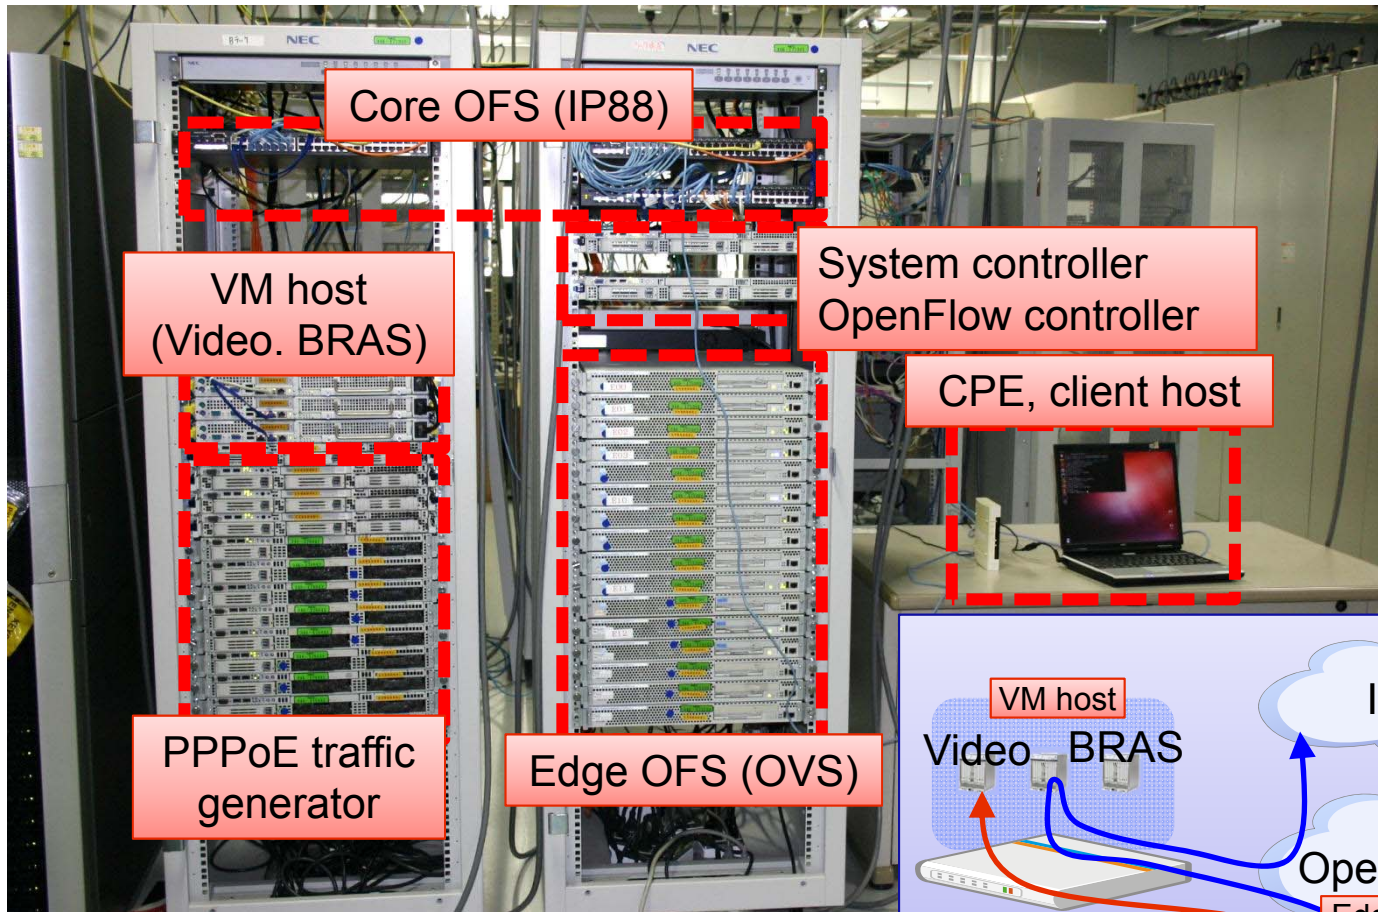 NEC
NEC
Core OFS (IP88)
VM host
(Video. BRAS)
System controller
OpenFlow controller
CPE, client host
PPPoE traffic
generator
Edge OFS (OVS)
VM host
Video
BRAS
I
Ope